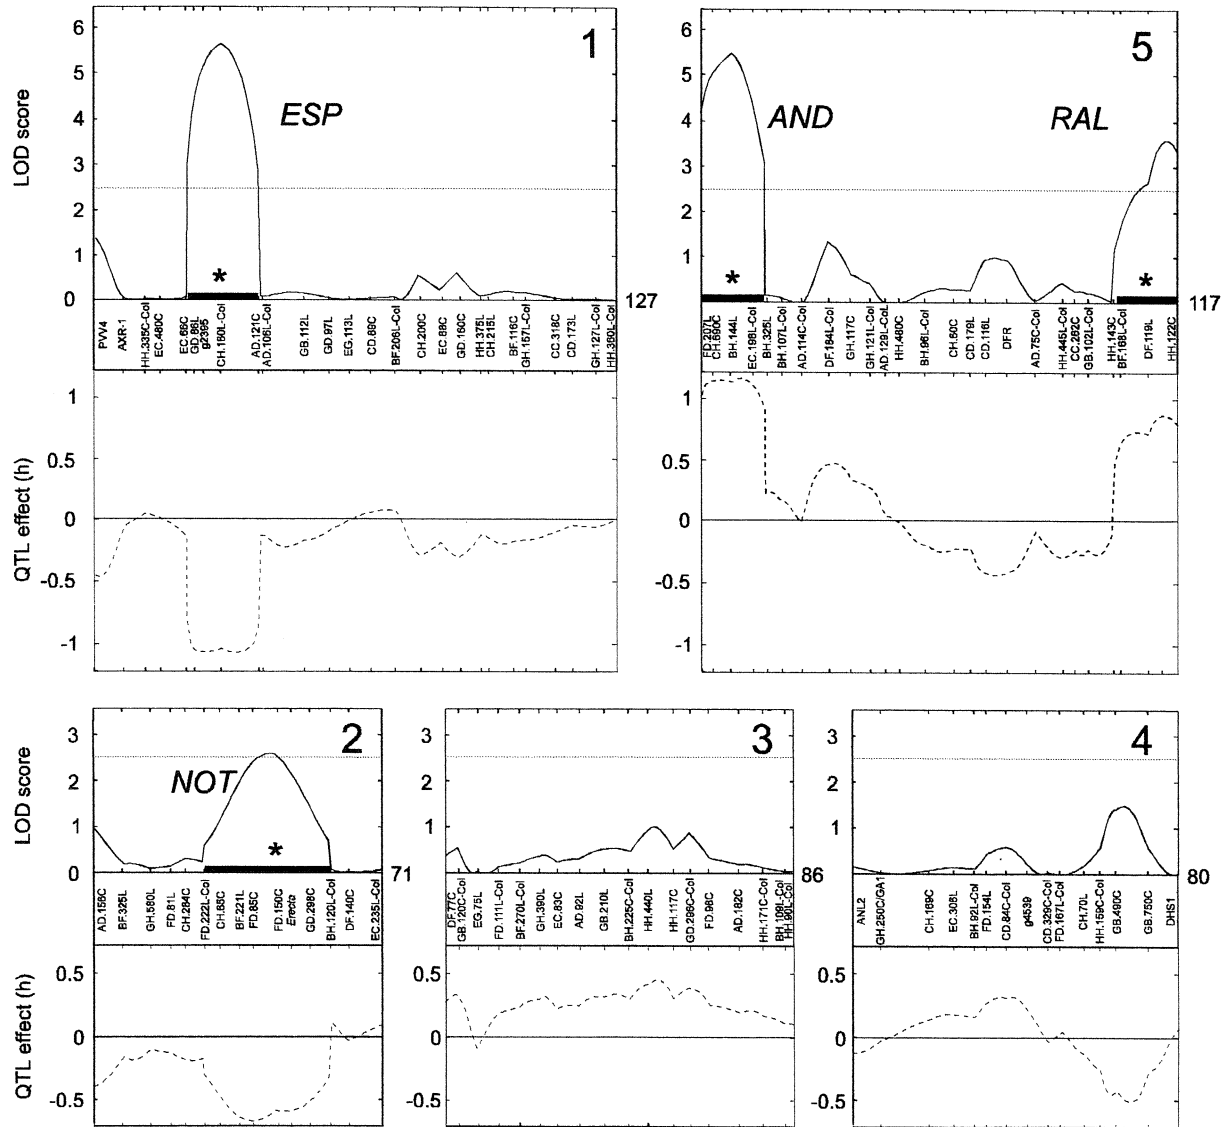 6
5
4
3
2
1
0
LOD score
1
ESP
*
127
PVV4
AXR-1
HH.335C-Col
EC.480C
EC.66C
GD.86L
g2395
CH.160L-Col
AD.121C
AD.106L-Col
GB.112L
GD.97L
EG.113L
CD.89C
BF.206L-Col
CH.200C
EC.88C
GD.160C
HH.375L
CH.215L
BF.116C
GH.157L-Col
CC.318C
CD.173L
GH.127L-Col
HH.360L-Col
1
0.5
0
-0.5
-1
QTL effect (h)
6
5
4
3
2
1
0
5
AND
RAL
*
*
117
FD.207L
CH.690C
BH.144L
EC.198L-Col
BH.325L
BH.107L-Col
AD.114C-Col
DF.184L-Col
GH.117C
GH.121L-Col
AD.129L-Col
HH.480C
BH.96L-Col
CH.60C
CD.179L
CD.116L
DFR
AD.75C-Col
HH.445L-Col
CC.262C
GB.102L-Col
HH.143C
BF.168L-Col
DF.119L
HH.122C
1
0.5
0
-0.5
-1
3
2
1
0
LOD score
2
NOT
*
71
AD.156C
BF.325L
GH.580L
FD.81L
CH.284C
FD.222L-Col
CH.65C
BF.221L
FD.85C
FD.150C
Erecta
GD.298C
BH.120L-Col
DF.140C
EC.235L-Col
0.5
0
-0.5
QTL effect (h)
3
2
1
0
3
86
DF.77C
GB.120C-Col
EG.75L
FD.111L-Col
BF.270L-Col
GH.390L
EC.83C
AD.92L
GB.210L
BH.225C-Col
HH.440L
HH.117C
GD.296C-Col
FD.98C
AD.182C
HH.171C-Col
BH.109L-Col
HH.90L-Col
0.5
0
-0.5
3
2
1
0
4
80
ANL2
GH.250C/GA1
CH.169C
EC.306L
BH.92L-Col
FD.154L
CD.84C-Col
g4539
CD.329C-Col
FD.167L-Col
CH.70L
HH.159C-Col
GB.490C
GB.750C
DHS1
0.5
0
-0.5